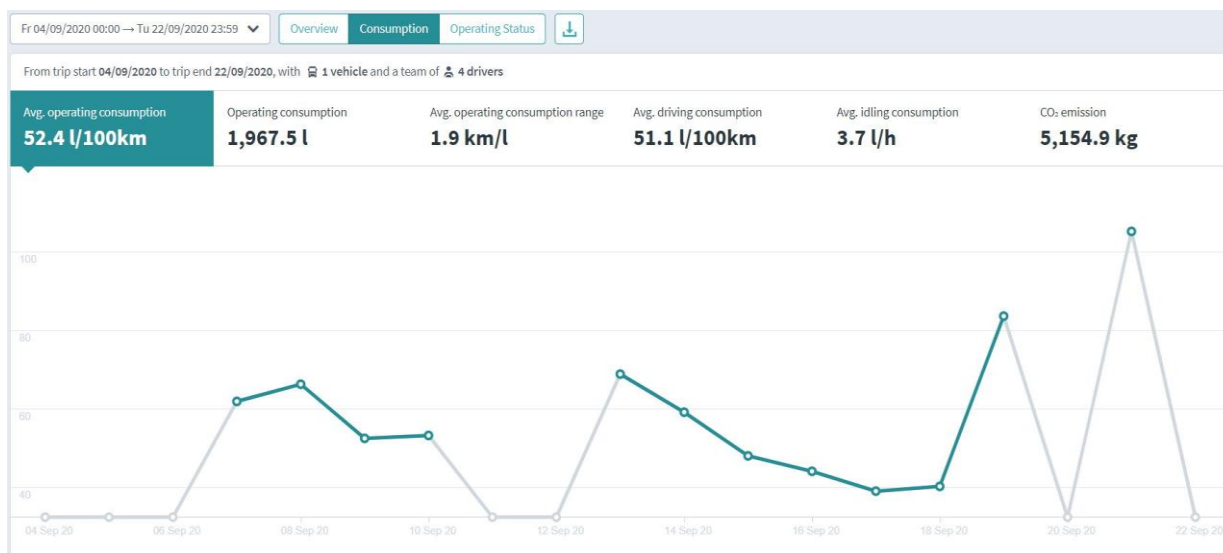 Fr 04/09/2020 00:00 → Tu 22/09/2020 23:59 Overview Consumption Operating Status
From trip start 04/09/2020 to trip end 22/09/2020, with 1 vehicle and a team of 4 drivers
Avg. operating consumption Operating consumption Avg. operating consumption range Avg. driving consumption Avg. idling consumption CO₂ emission
52.4 l/100km 1,967.5 l 1.9 km/l 51.1 l/100km 3.7 l/h 5,154.9 kg
100
80
60
40
04 Sep 20 06 Sep 20 08 Sep 20 10 Sep 20 12 Sep 20 14 Sep 20 16 Sep 20 18 Sep 20 20 Sep 20 22 Sep 20